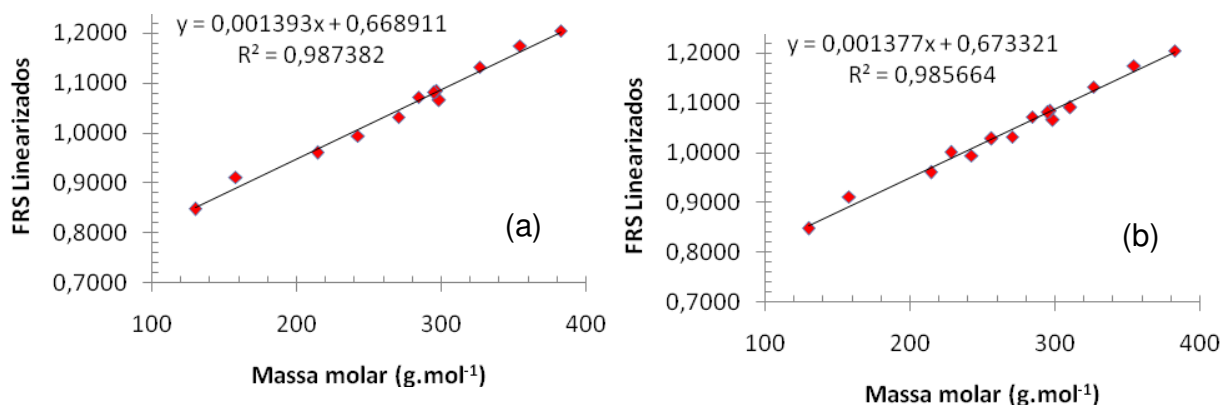 y = 0,001393x + 0,668911
R² = 0,987382
FRS Linearizados
1,2000
1,1000
1,0000
0,9000
0,8000
0,7000
(a)
100
200
300
400
Massa molar (g.mol⁻¹)
y = 0,001377x + 0,673321
R² = 0,985664
FRS Linearizados
1,2000
1,1000
1,0000
0,9000
0,8000
0,7000
(b)
100
200
300
400
Massa molar (g.mol⁻¹)